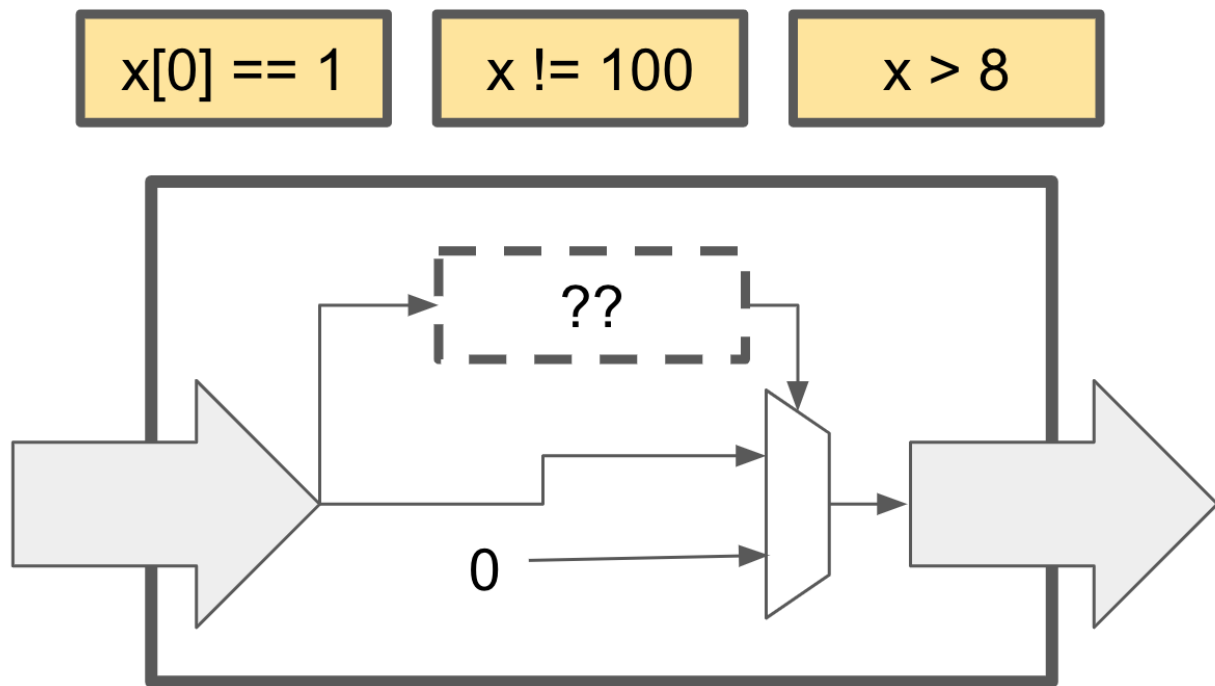 x[0] == 1
x != 100
x > 8
??
0